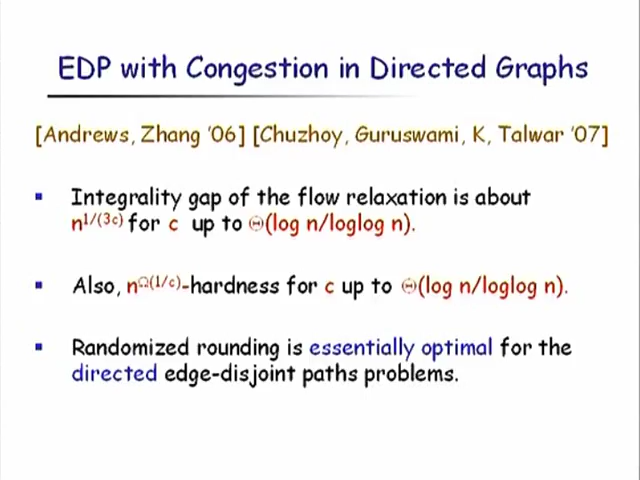 EDP with Congestion in Directed Graphs
[Andrews, Zhang '06] [Chuzhoy, Guruswami, K, Talwar '07]
Integrality gap of the flow relaxation is about
n^1/(3c) for c up to Θ(log n/loglog n).
Also, n^Ω(1/c)-hardness for c up to Θ(log n/loglog n).
Randomized rounding is essentially optimal for the
directed edge-disjoint paths problems.